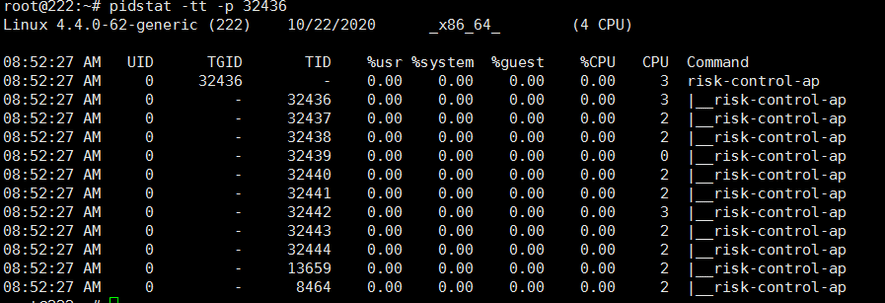 root@222:~# pidstat -tt -p 32436
Linux 4.4.0-62-generic (222) 10/22/2020 _x86_64_ (4 CPU)
08:52:27 AM UID TGID TID %usr %system %guest %CPU CPU Command
08:52:27 AM 0 32436 - 0.00 0.00 0.00 0.00 3 risk-control-ap
08:52:27 AM 0 - 32436 0.00 0.00 0.00 0.00 3 |__risk-control-ap
08:52:27 AM 0 - 32437 0.00 0.00 0.00 0.00 2 |__risk-control-ap
08:52:27 AM 0 - 32438 0.00 0.00 0.00 0.00 2 |__risk-control-ap
08:52:27 AM 0 - 32439 0.00 0.00 0.00 0.00 0 |__risk-control-ap
08:52:27 AM 0 - 32440 0.00 0.00 0.00 0.00 2 |__risk-control-ap
08:52:27 AM 0 - 32441 0.00 0.00 0.00 0.00 2 |__risk-control-ap
08:52:27 AM 0 - 32442 0.00 0.00 0.00 0.00 3 |__risk-control-ap
08:52:27 AM 0 - 32443 0.00 0.00 0.00 0.00 2 |__risk-control-ap
08:52:27 AM 0 - 32444 0.00 0.00 0.00 0.00 2 |__risk-control-ap
08:52:27 AM 0 - 13659 0.00 0.00 0.00 0.00 2 |__risk-control-ap
08:52:27 AM 0 - 8464 0.00 0.00 0.00 0.00 2 |__risk-control-ap